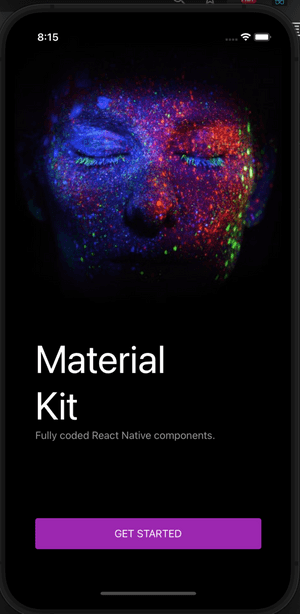 8:15
Material
Kit
Fully coded React Native components.
GET STARTED